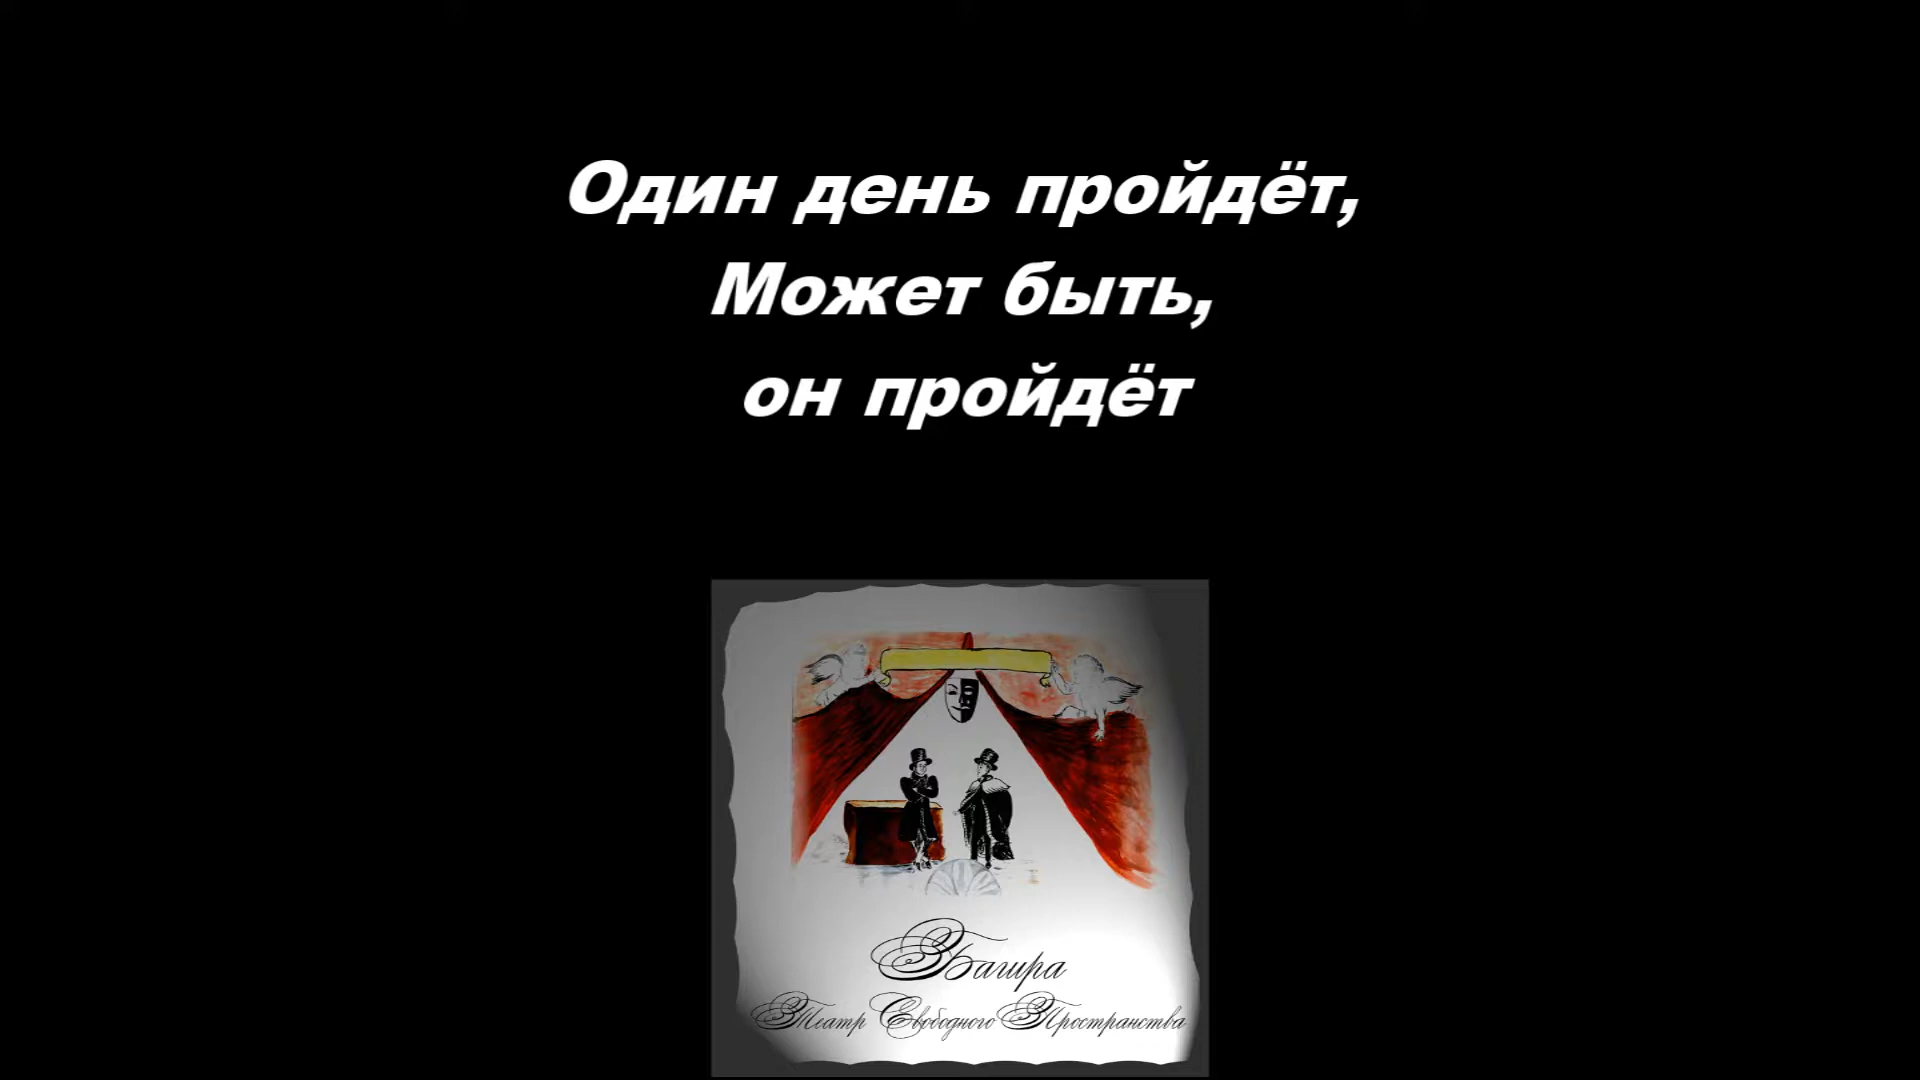 Один день пройдёт,
Может быть,
он пройдёт
Багира
Театр Свободного Пространства